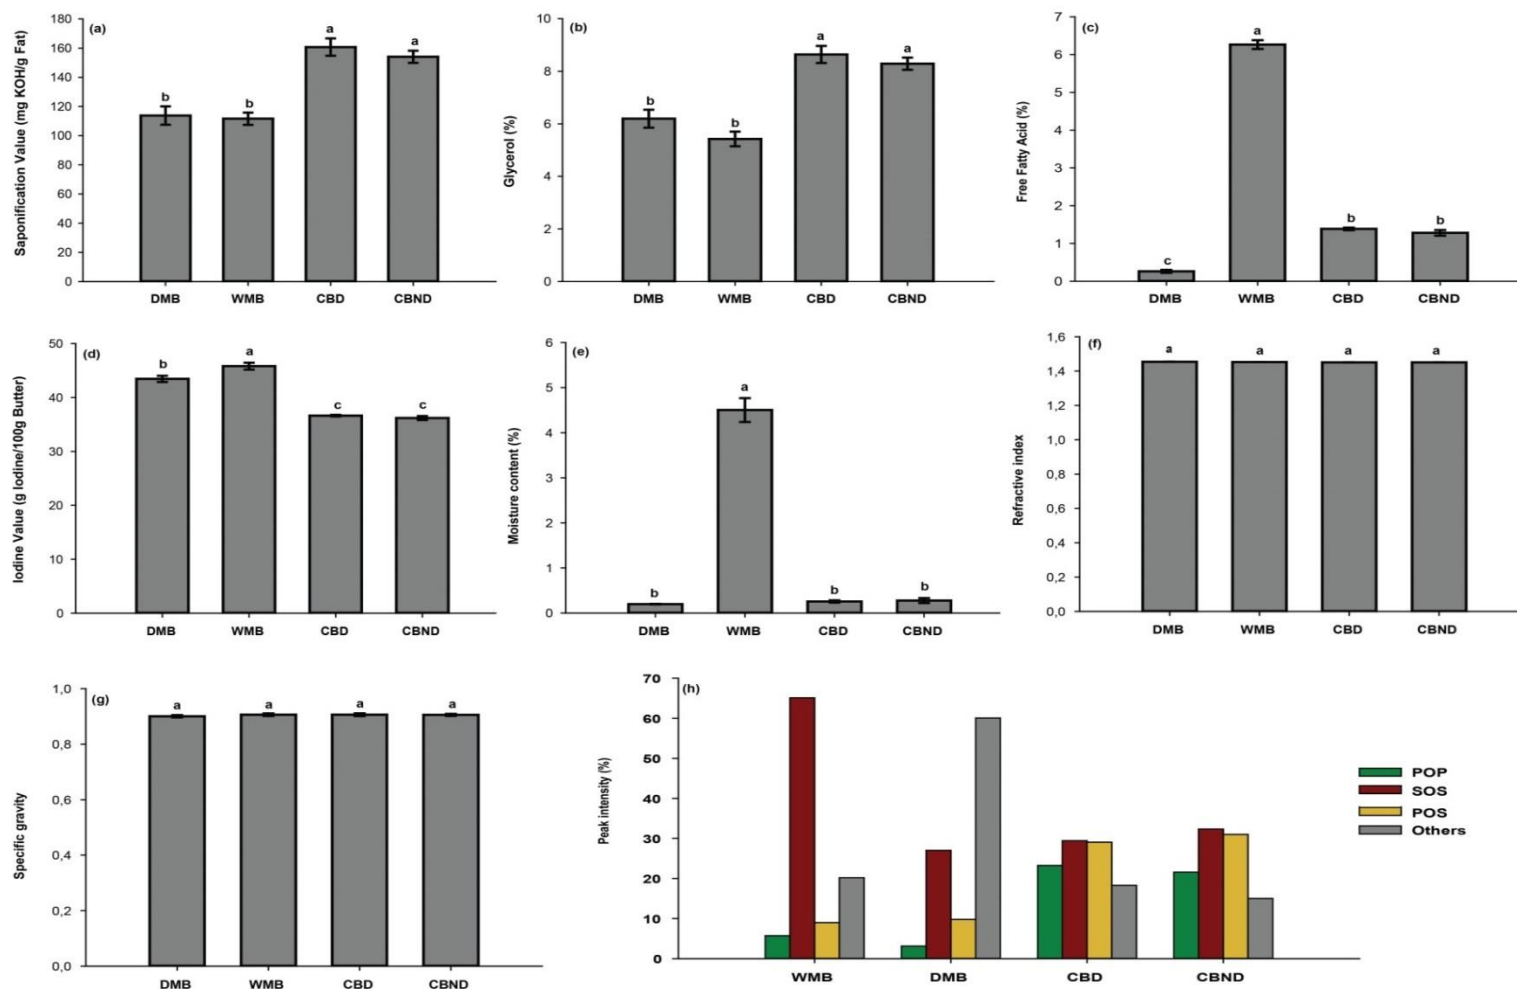 (a)
Saponification Value (mg KOH/g Fat)
180
160
140
120
100
80
60
40
20
0
b
b
a
a
DMB
WMB
CBD
CBND
(b)
Glycerol (%)
10
8
6
4
2
0
b
b
a
a
DMB
WMB
CBD
CBND
(c)
Free Fatty Acid (%)
7
6
5
4
3
2
1
0
c
a
b
b
DMB
WMB
CBD
CBND
(d)
Iodine Value (g Iodine/100g Butter)
50
40
30
20
10
0
b
a
c
c
DMB
WMB
CBD
CBND
(e)
Moisture content (%)
6
5
4
3
2
1
0
b
a
b
b
DMB
WMB
CBD
CBND
(f)
Refractive index
1,6
1,4
1,2
1,0
0,8
0,6
0,4
0,2
0,0
a
a
a
a
DMB
WMB
CBD
CBND
(g)
Specific gravity
1,0
0,8
0,6
0,4
0,2
0,0
a
a
a
a
DMB
WMB
CBD
CBND
(h)
Peak intensity (%)
70
60
50
40
30
20
10
0
WMB
DMB
CBD
CBND
POP
SOS
POS
Others